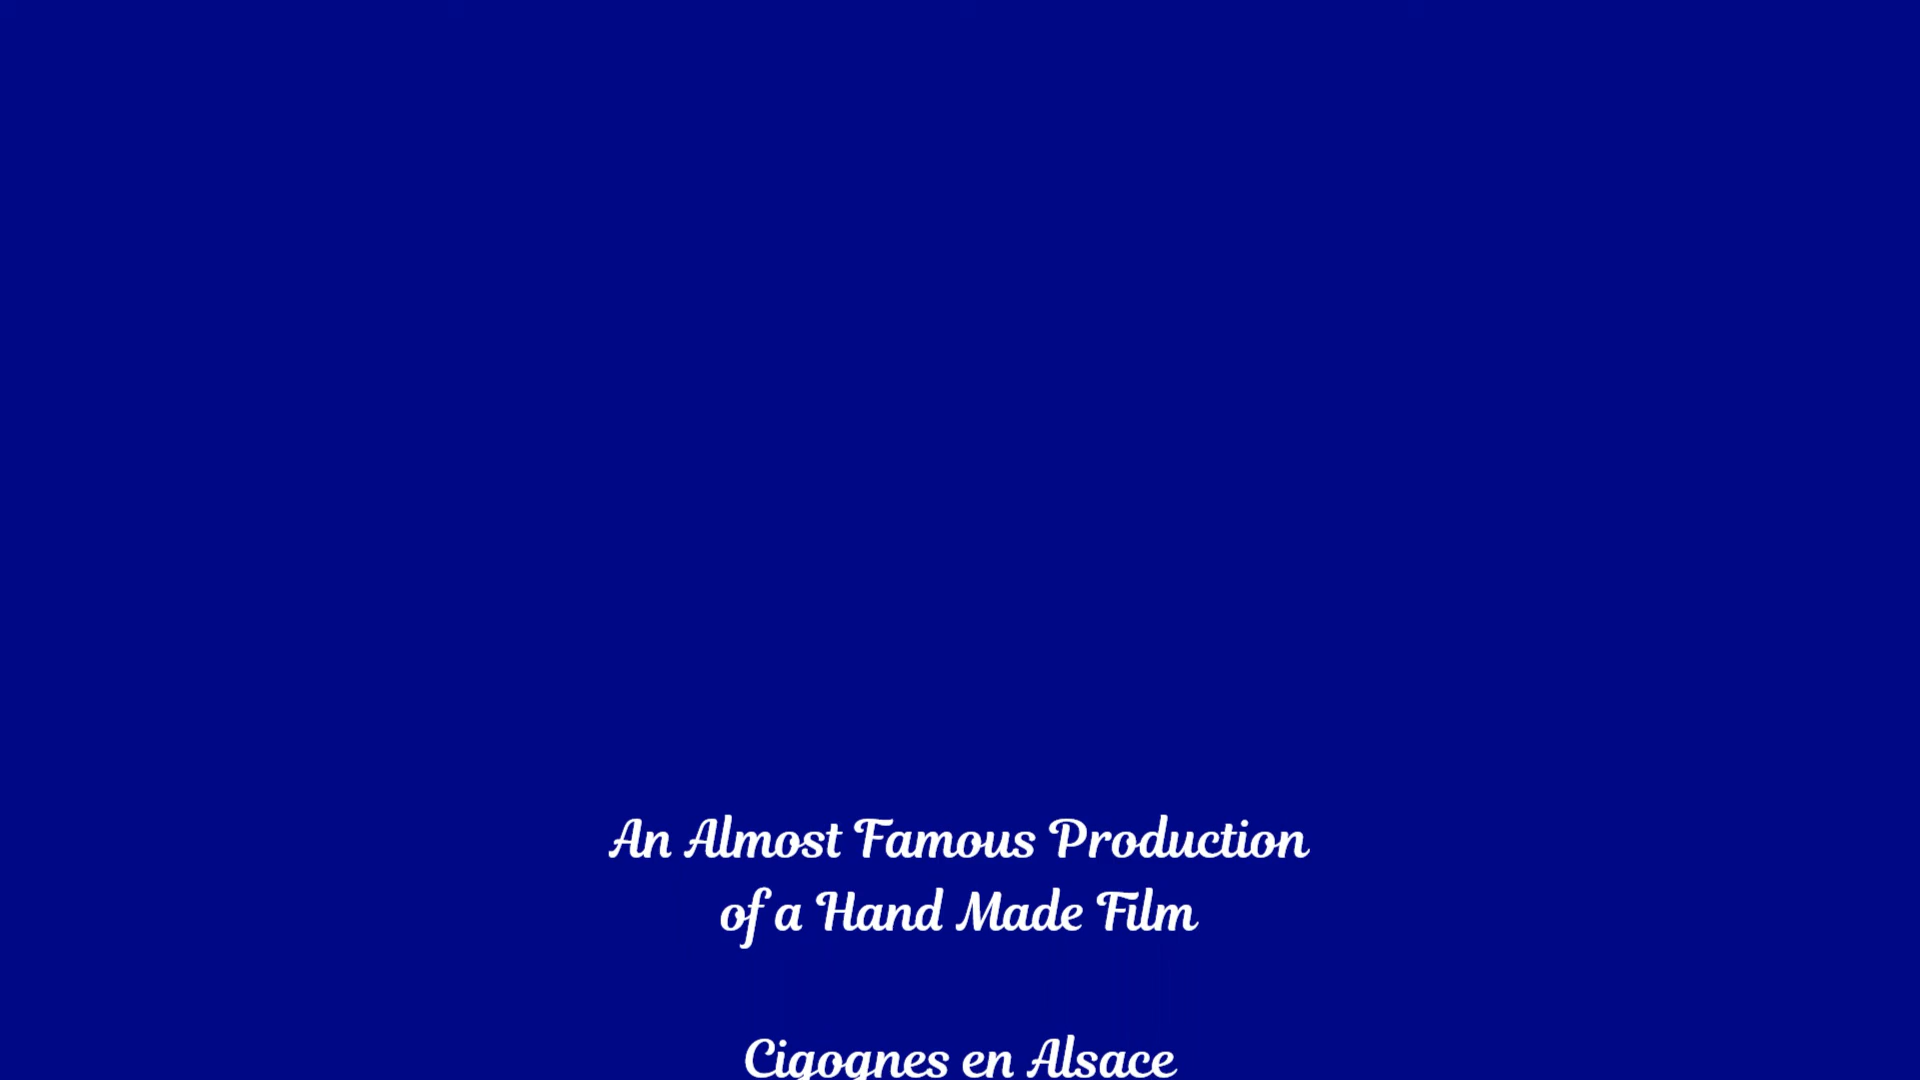 An Almost Famous Production
of a Hand Made Film
Cigognes en Alsace